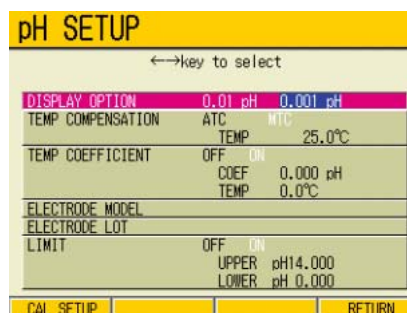 pH SETUP
←→key to select
DISPLAY OPTION 0.01 pH 0.001 pH
TEMP COMPENSATION ATC MTC
TEMP 25.0℃
TEMP COEFFICIENT OFF ON
COEF 0.000 pH
TEMP 0.0℃
ELECTRODE MODEL
ELECTRODE LOT
LIMIT OFF ON
UPPER pH14.000
LOWER pH 0.000
CAL SETUP RETURN